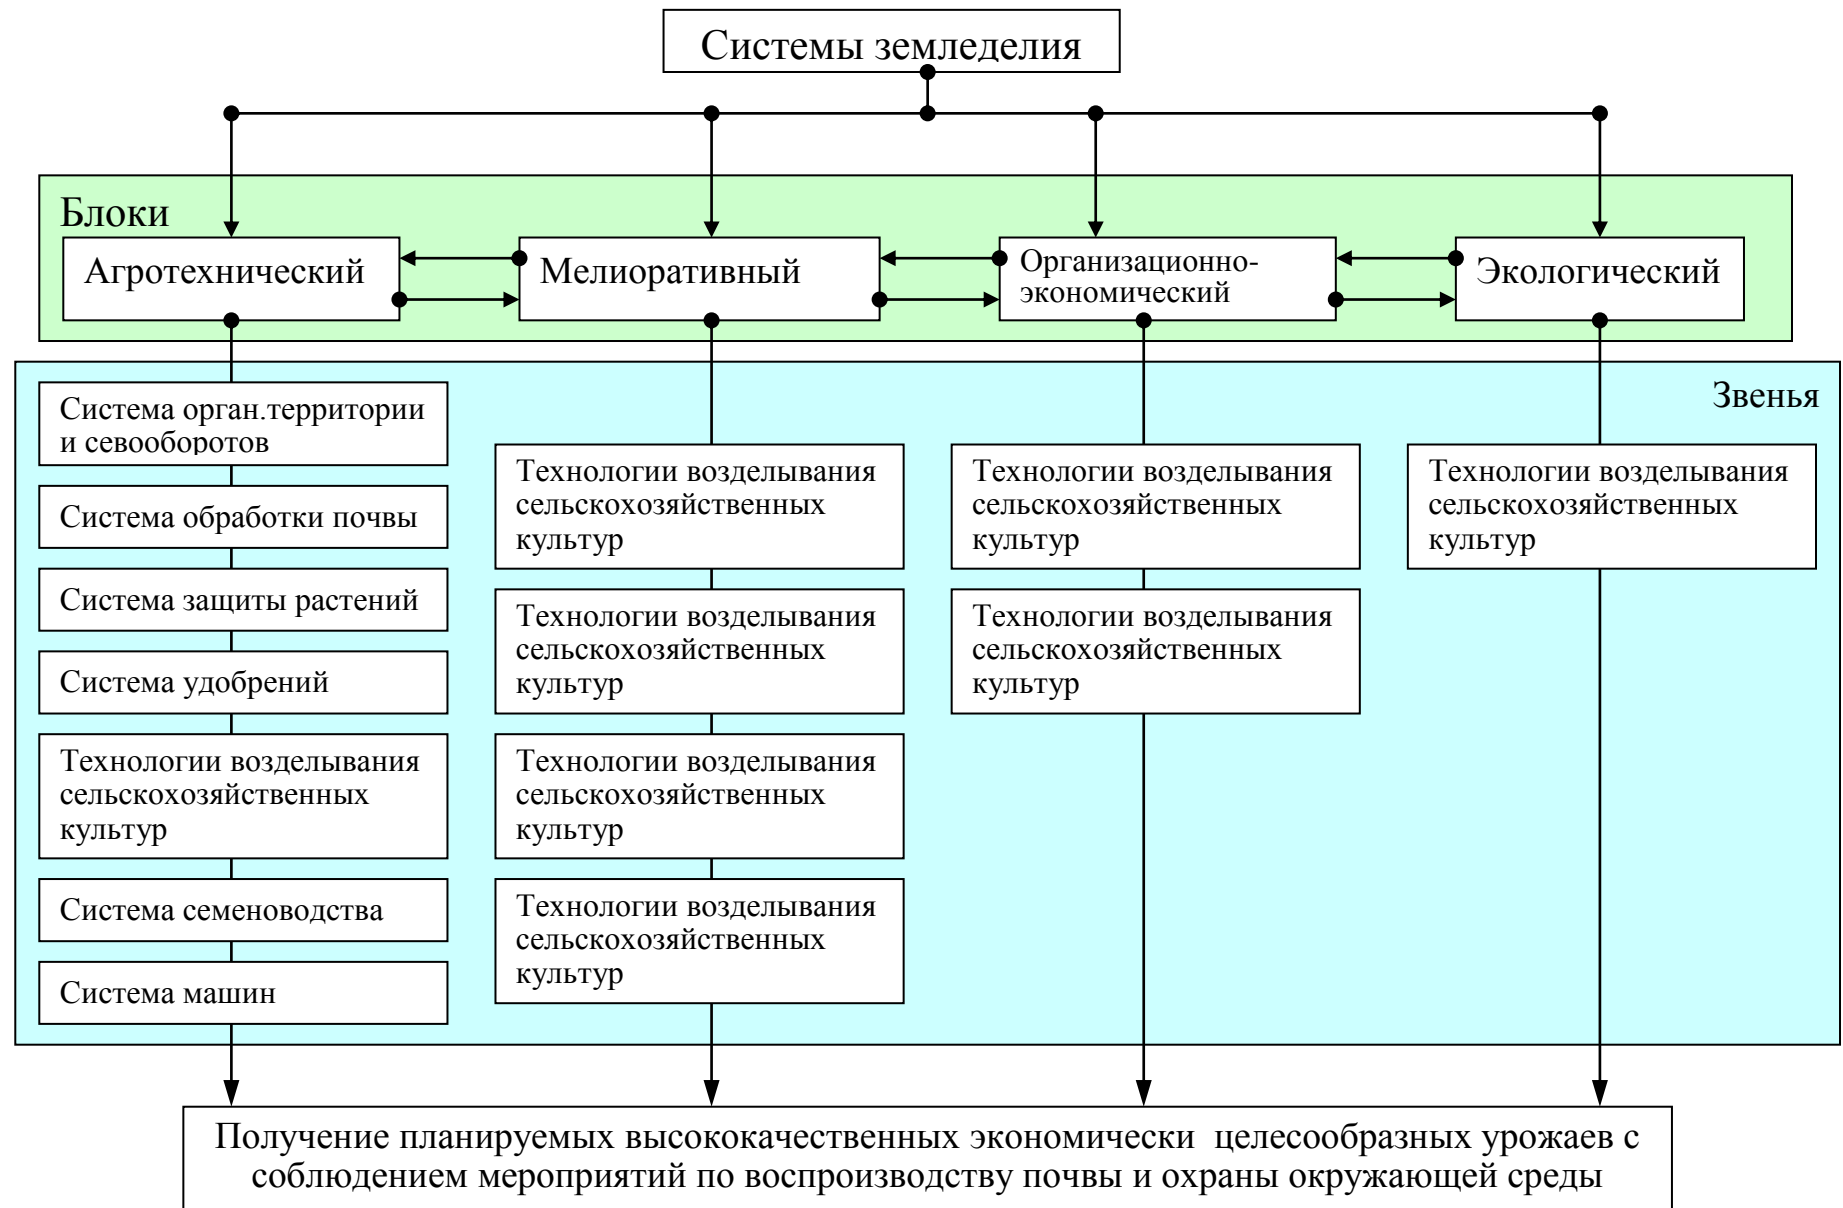 Системы земледелия
Блоки
Агротехнический
Мелиоративный
Организационно-
экономический
Экологический
Звенья
Система орган.территории
и севооборотов
Система обработки почвы
Система защиты растений
Система удобрений
Технологии возделывания
сельскохозяйственных
культур
Система семеноводства
Система машин
Технологии возделывания
сельскохозяйственных
культур
Технологии возделывания
сельскохозяйственных
культур
Технологии возделывания
сельскохозяйственных
культур
Технологии возделывания
сельскохозяйственных
культур
Технологии возделывания
сельскохозяйственных
культур
Технологии возделывания
сельскохозяйственных
культур
Технологии возделывания
сельскохозяйственных
культур
Получение планируемых высококачественных экономически целесообразных урожаев с
соблюдением мероприятий по воспроизводству почвы и охраны окружающей среды